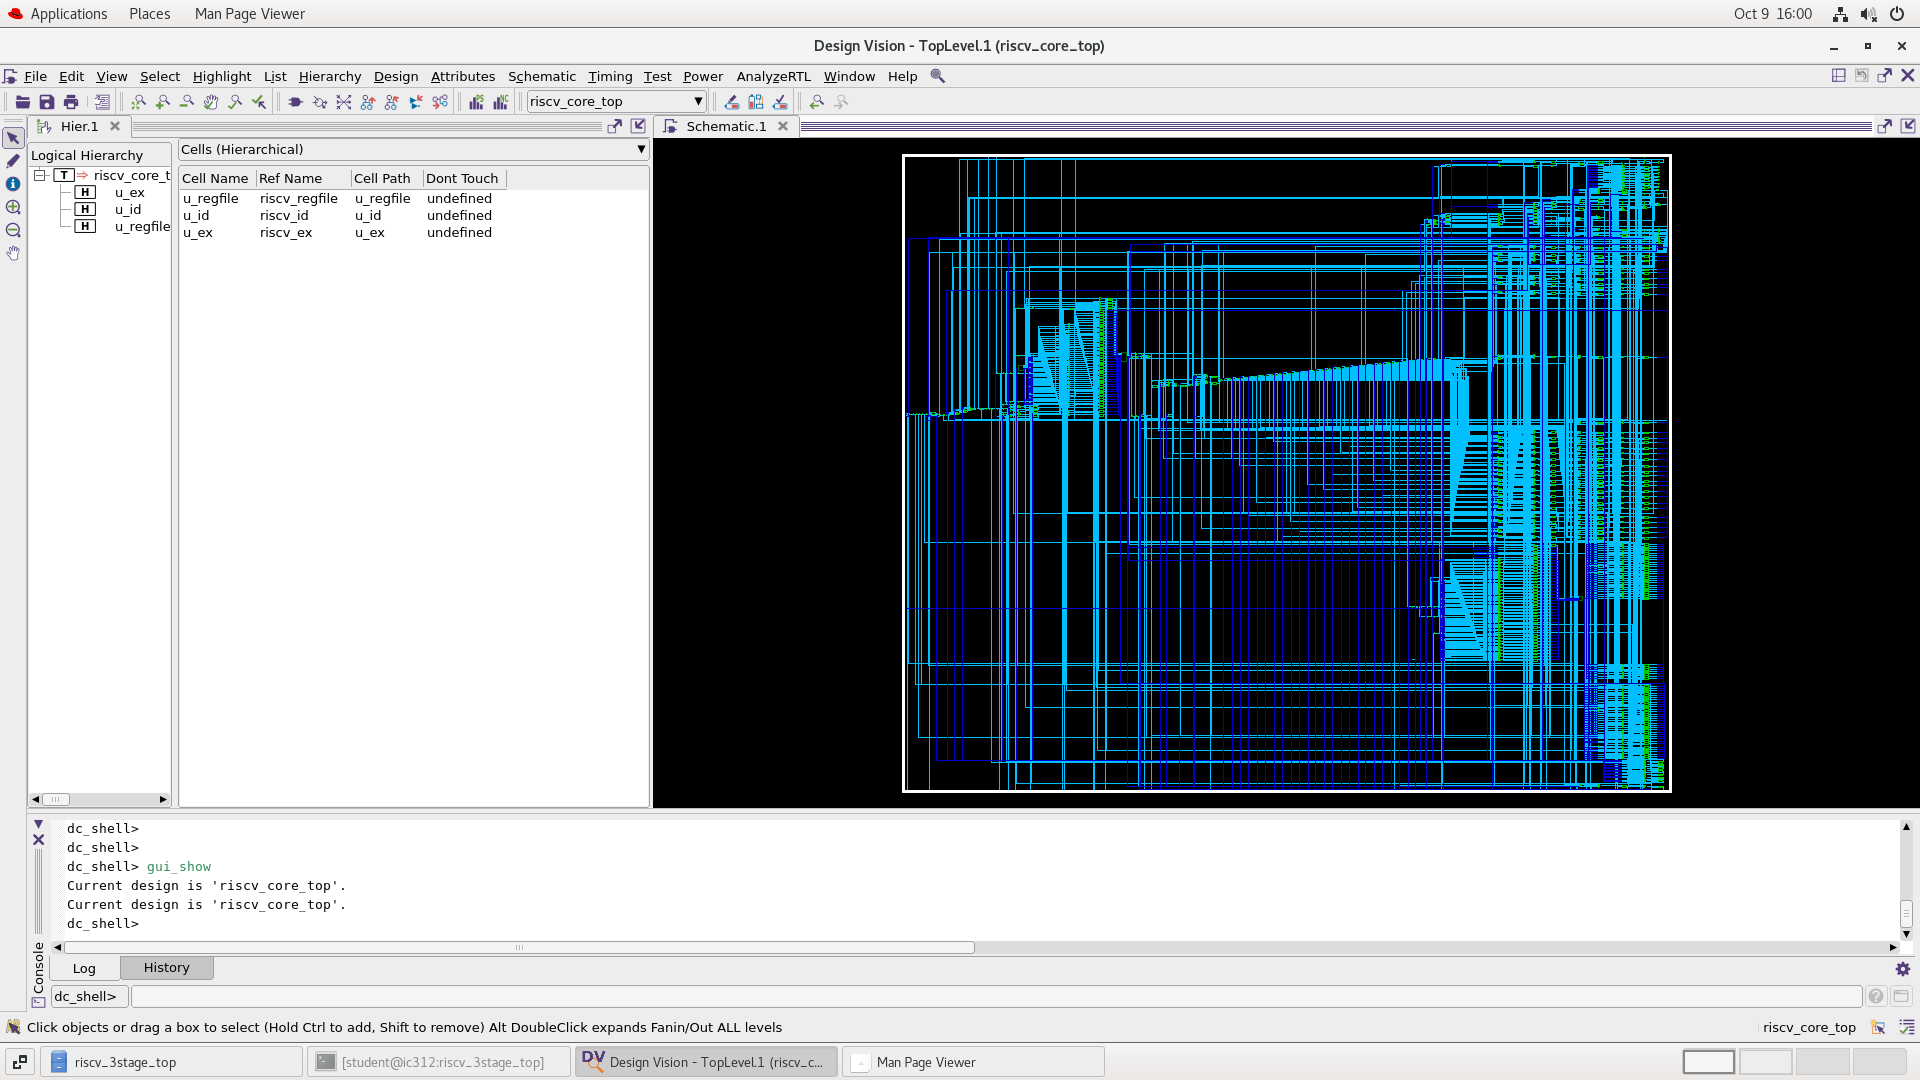 Applications Places Man Page Viewer Oct 9 16:00
Design Vision - TopLevel.1 (riscv_core_top)
File Edit View Select Highlight List Hierarchy Design Attributes Schematic Timing Test Power AnalyzeRTL Window Help
riscv_core_top
Hier.1
Schematic.1
Logical Hierarchy
T riscv_core_t
H u_ex
H u_id
H u_regfile
Cells (Hierarchical)
Cell Name Ref Name Cell Path Dont Touch
u_regfile riscv_regfile u_regfile undefined
u_id riscv_id u_id undefined
u_ex riscv_ex u_ex undefined
dc_shell>
dc_shell>
dc_shell> gui_show
Current design is 'riscv_core_top'.
Current design is 'riscv_core_top'.
dc_shell>
Console
Log History
dc_shell>
Click objects or drag a box to select (Hold Ctrl to add, Shift to remove) Alt DoubleClick expands Fanin/Out ALL levels riscv_core_top
riscv_3stage_top [student@ic312:riscv_3stage_top] DV Design Vision - TopLevel.1 (riscv_c... Man Page Viewer